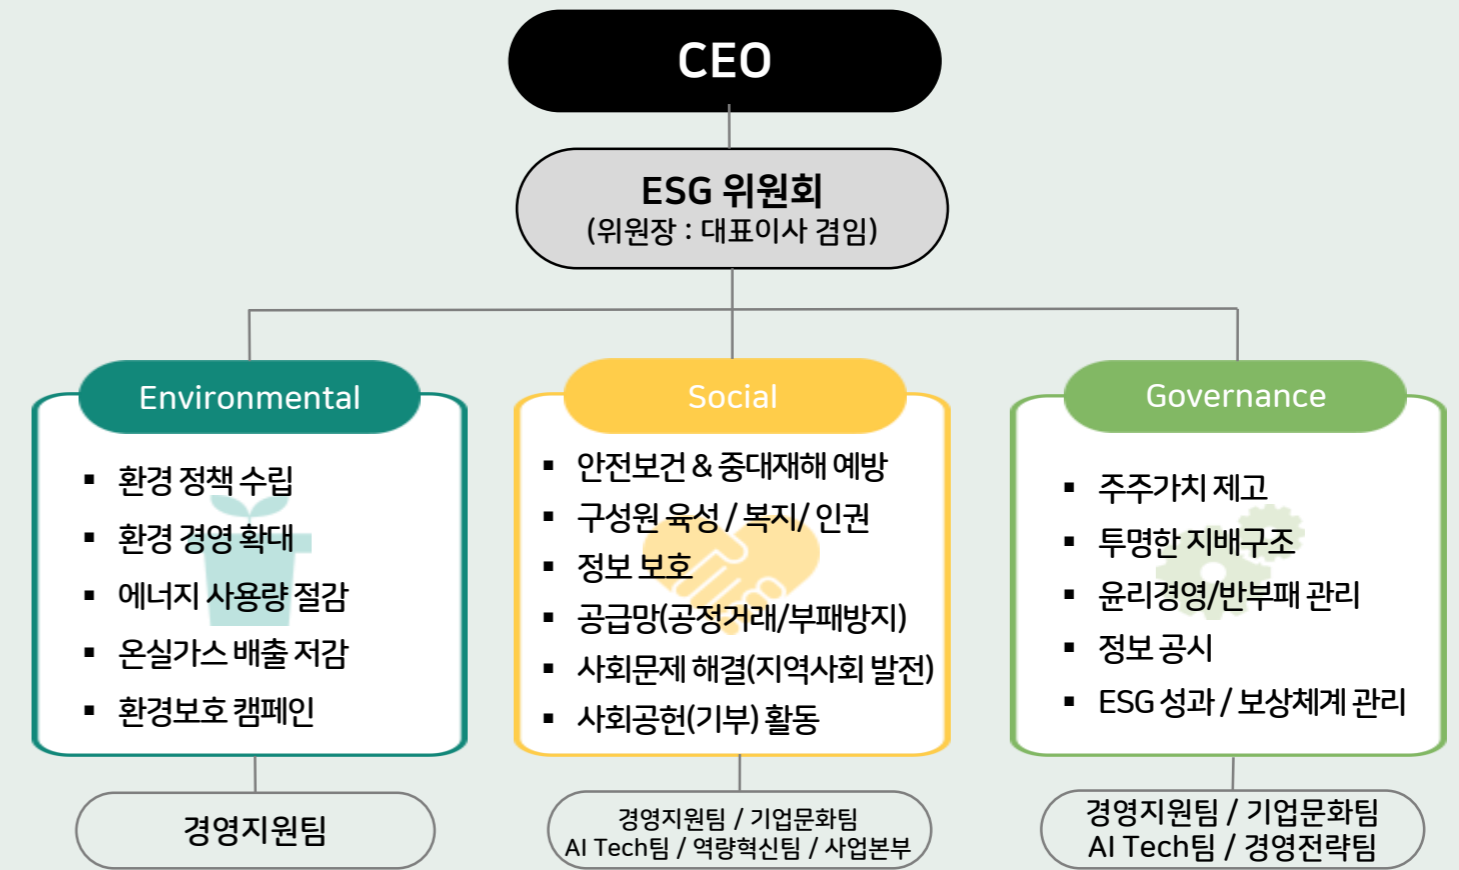 CEO
ESG 위원회
(위원장 : 대표이사 겸임)
Environmental
▪ 환경 정책 수립
▪ 환경 경영 확대
▪ 에너지 사용량 절감
▪ 온실가스 배출 저감
▪ 환경보호 캠페인
경영지원팀
Social
▪ 안전보건 & 중대재해 예방
▪ 구성원 육성 / 복지/ 인권
▪ 정보 보호
▪ 공급망(공정거래/부패방지)
▪ 사회문제 해결(지역사회 발전)
▪ 사회공헌(기부) 활동
경영지원팀 / 기업문화팀
AI Tech팀 / 역량혁신팀 / 사업본부
Governance
▪ 주주가치 제고
▪ 투명한 지배구조
▪ 윤리경영/반부패 관리
▪ 정보 공시
▪ ESG 성과 / 보상체계 관리
경영지원팀 / 기업문화팀
AI Tech팀 / 경영전략팀